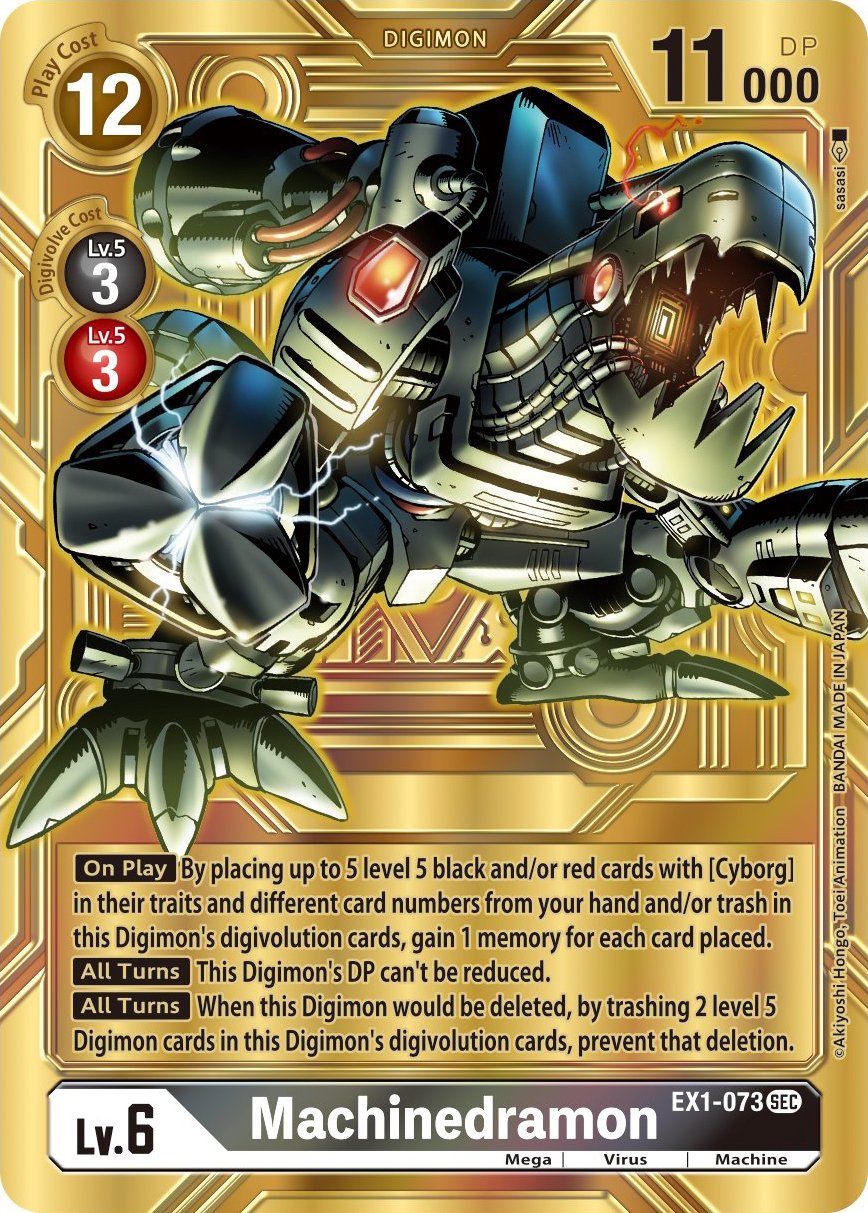 DIGIMON
Play Cost
12
11000
DP
Digivolve Cost
Lv.5
3
Lv.5
3
sasasi
On Play By placing up to 5 level 5 black and/or red cards with [Cyborg]
in their traits and different card numbers from your hand and/or trash in
this Digimon's digivolution cards, gain 1 memory for each card placed.
All Turns This Digimon's DP can't be reduced.
All Turns When this Digimon would be deleted, by trashing 2 level 5
Digimon cards in this Digimon's digivolution cards, prevent that deletion.
©Akiyoshi Hongo, Toei Animation BANDAI MADE IN JAPAN
Lv.6
Machinedramon
EX1-073 SEC
Mega | Virus | Machine